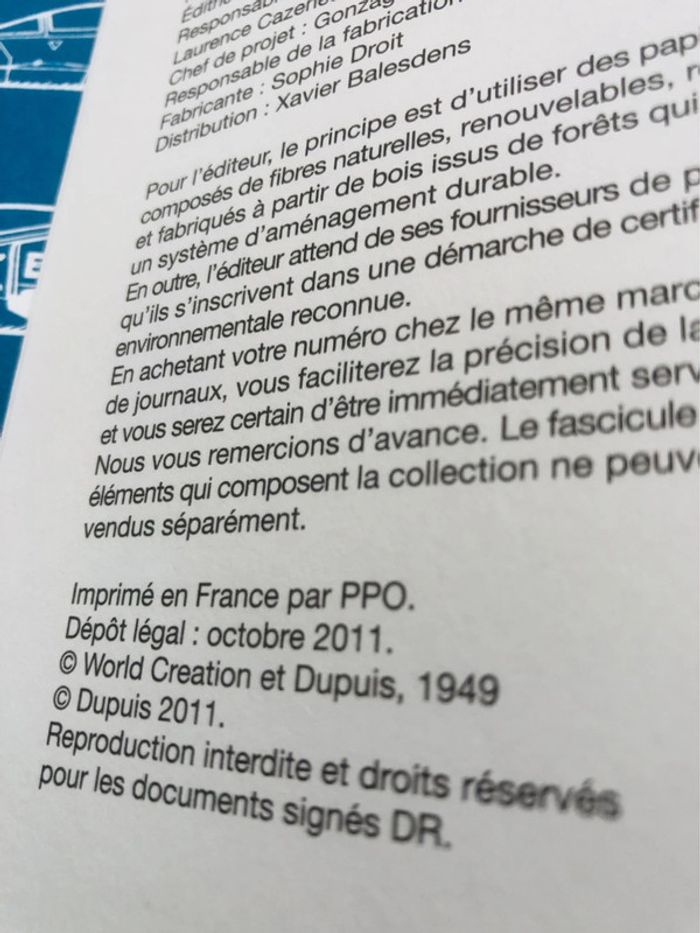 Laurence Cazen
Chef de projet : Gonzag
Responsable de la fabrication
Fabricante : Sophie Droit
Distribution : Xavier Balesdens
Pour l'éditeur, le principe est d'utiliser des pap
composés de fibres naturelles, renouvelables, r
et fabriqués à partir de bois issus de forêts qui
un système d'aménagement durable.
En outre, l'éditeur attend de ses fournisseurs de p
qu'ils s'inscrivent dans une démarche de certif
environnementale reconnue.
En achetant votre numéro chez le même marc
de journaux, vous faciliterez la précision de la
et vous serez certain d'être immédiatement serv
Nous vous remercions d'avance. Le fascicule
éléments qui composent la collection ne peuv
vendus séparément.
Imprimé en France par PPO.
Dépôt légal : octobre 2011.
© World Creation et Dupuis, 1949
© Dupuis 2011.
Reproduction interdite et droits réservés
pour les documents signés DR.